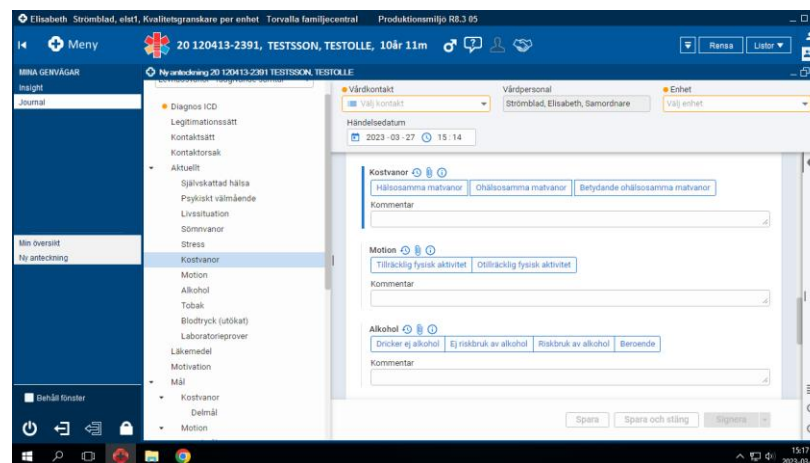 Elisabeth Strömblad, elst1, Kvalitetsgranskare per enhet Torvalla familjecentral Produktionsmiljö R8.3 05
Meny
20 120413-2391, TESTSSON, TESTOLLE, 10år 11m
Rensa
Listor
MINA GENVÄGAR
Insight
Journal
Min översikt
Ny anteckning
Behåll fönster
Ny anteckning 20 120413-2391 TESTSSON, TESTOLLE
Diagnos ICD
Legitimationssätt
Kontaktsätt
Kontaktorsak
Aktuellt
Självskattad hälsa
Psykiskt välmående
Livssituation
Sömnvanor
Stress
Kostvanor
Motion
Alkohol
Tobak
Blodtryck (utökat)
Laboratorieprover
Läkemedel
Motivation
Mål
Kostvanor
Delmål
Motion
Vårdkontakt
Välj kontakt
Vårdpersonal
Strömblad, Elisabeth, Samordnare
Enhet
Välj enhet
Händelsedatum
2023-03-27 15:14
Kostvanor
Hälsosamma matvanor Ohälsosamma matvanor Betydande ohälsosamma matvanor
Kommentar
Motion
Tillräcklig fysisk aktivitet Otillräcklig fysisk aktivitet
Kommentar
Alkohol
Dricker ej alkohol Ej riskbruk av alkohol Riskbruk av alkohol Beroende
Kommentar
Spara Spara och stäng Signera
15:17